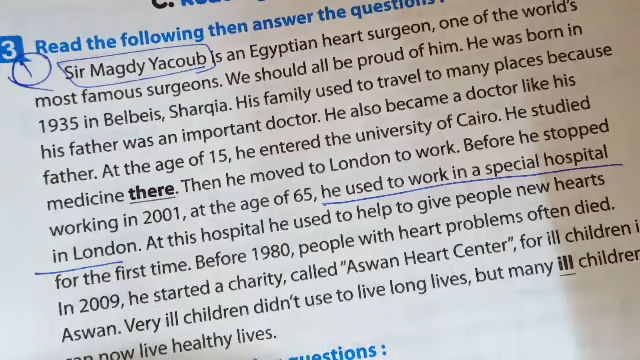 C.
3 Read the following then answer the questions:
Sir Magdy Yacoub is an Egyptian heart surgeon, one of the world's
most famous surgeons. We should all be proud of him. He was born in
1935 in Belbeis, Sharqia. His family used to travel to many places because
his father was an important doctor. He also became a doctor like his
father. At the age of 15, he entered the university of Cairo. He studied
medicine there. Then he moved to London to work. Before he stopped
working in 2001, at the age of 65, he used to work in a special hospital
in London. At this hospital he used to help to give people new hearts
for the first time. Before 1980, people with heart problems often died.
In 2009, he started a charity, called "Aswan Heart Center", for ill children i
Aswan. Very ill children didn't use to live long lives, but many ill children
can now live healthy lives.
questions :